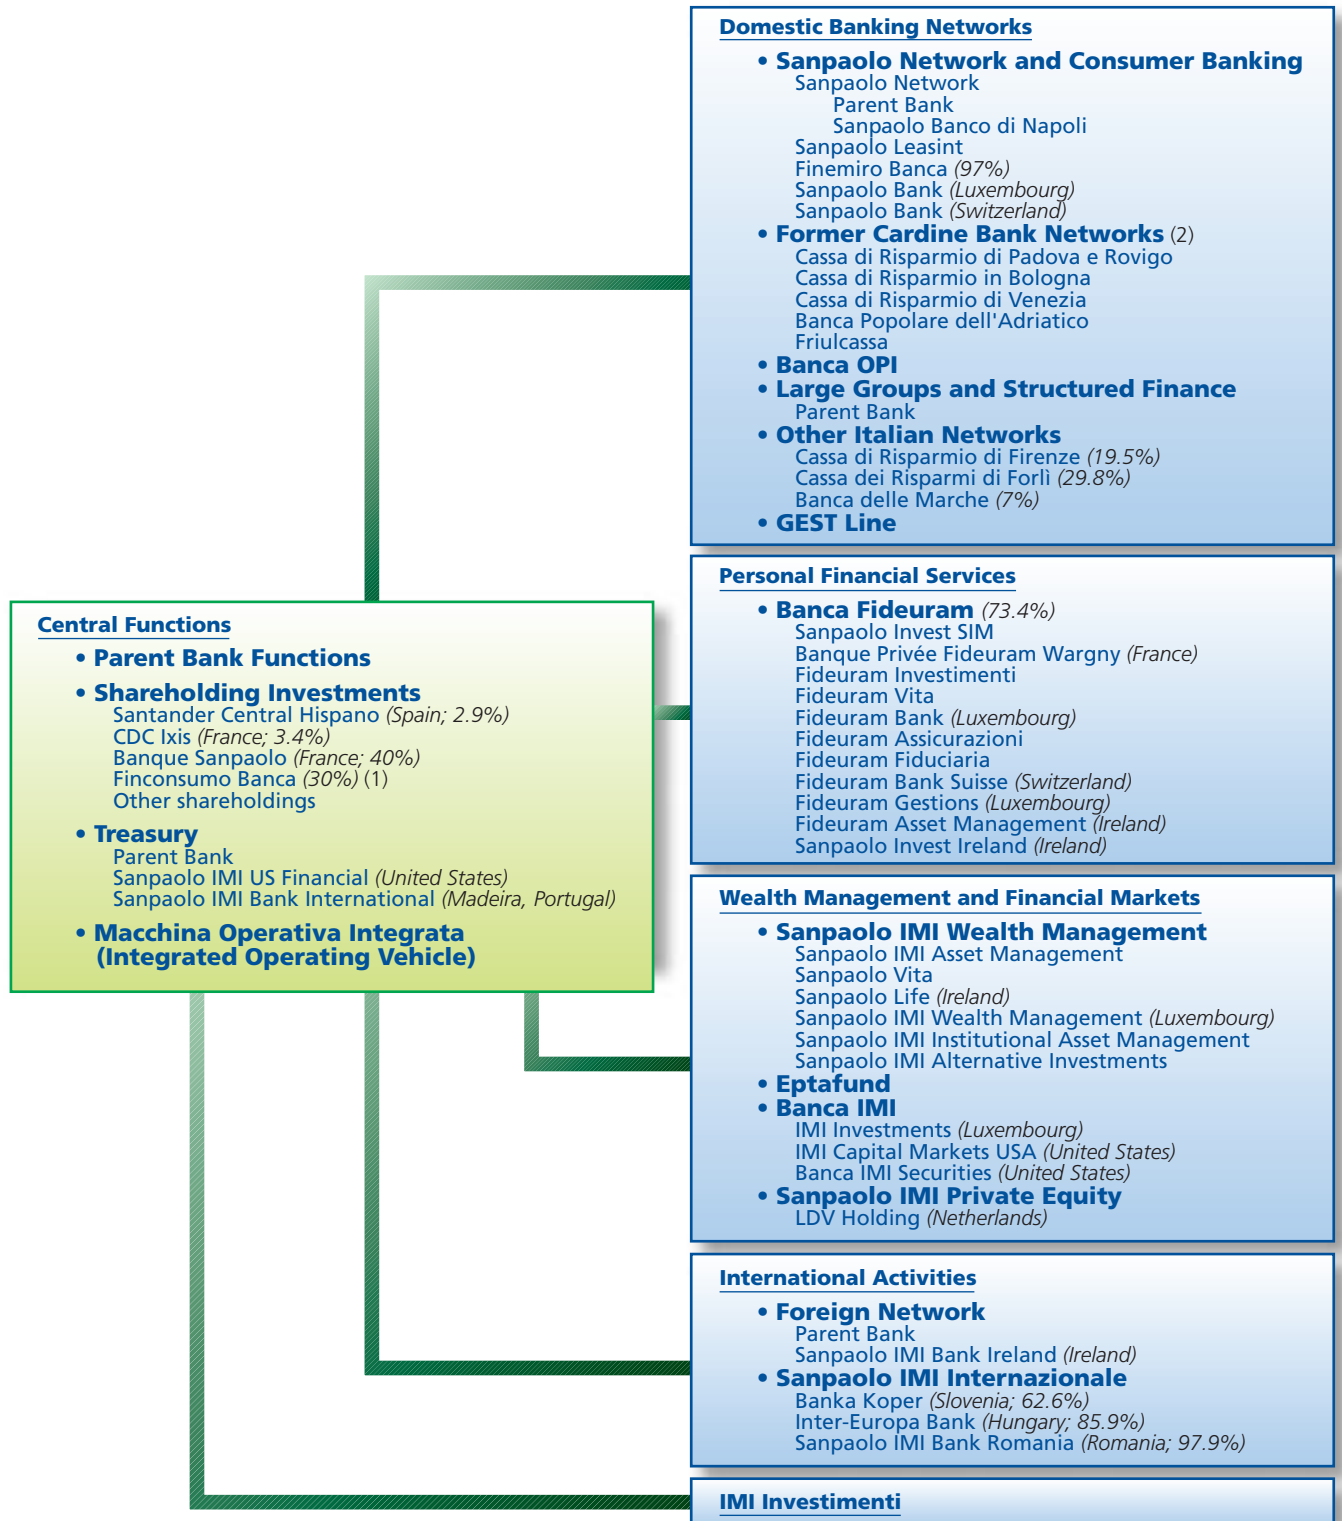 Domestic Banking Networks
• Sanpaolo Network and Consumer Banking
Sanpaolo Network
Parent Bank
Sanpaolo Banco di Napoli
Sanpaolo Leasint
Finemiro Banca (97%)
Sanpaolo Bank (Luxembourg)
Sanpaolo Bank (Switzerland)
• Former Cardine Bank Networks (2)
Cassa di Risparmio di Padova e Rovigo
Cassa di Risparmio in Bologna
Cassa di Risparmio di Venezia
Banca Popolare dell'Adriatico
Friulcassa
• Banca OPI
• Large Groups and Structured Finance
Parent Bank
• Other Italian Networks
Cassa di Risparmio di Firenze (19.5%)
Cassa dei Risparmi di Forlì (29.8%)
Banca delle Marche (7%)
• GEST Line
Personal Financial Services
• Banca Fideuram (73.4%)
Sanpaolo Invest SIM
Banque Privée Fideuram Wargny (France)
Fideuram Investimenti
Fideuram Vita
Fideuram Bank (Luxembourg)
Fideuram Assicurazioni
Fideuram Fiduciaria
Fideuram Bank Suisse (Switzerland)
Fideuram Gestions (Luxembourg)
Fideuram Asset Management (Ireland)
Sanpaolo Invest Ireland (Ireland)
Central Functions
• Parent Bank Functions
• Shareholding Investments
Santander Central Hispano (Spain; 2.9%)
CDC Ixis (France; 3.4%)
Banque Sanpaolo (France; 40%)
Finconsumo Banca (30%) (1)
Other shareholdings
• Treasury
Parent Bank
Sanpaolo IMI US Financial (United States)
Sanpaolo IMI Bank International (Madeira, Portugal)
• Macchina Operativa Integrata
(Integrated Operating Vehicle)
Wealth Management and Financial Markets
• Sanpaolo IMI Wealth Management
Sanpaolo IMI Asset Management
Sanpaolo Vita
Sanpaolo Life (Ireland)
Sanpaolo IMI Wealth Management (Luxembourg)
Sanpaolo IMI Institutional Asset Management
Sanpaolo IMI Alternative Investments
• Eptafund
• Banca IMI
IMI Investments (Luxembourg)
IMI Capital Markets USA (United States)
Banca IMI Securities (United States)
• Sanpaolo IMI Private Equity
LDV Holding (Netherlands)
International Activities
• Foreign Network
Parent Bank
Sanpaolo IMI Bank Ireland (Ireland)
• Sanpaolo IMI Internazionale
Banka Koper (Slovenia; 62.6%)
Inter-Europa Bank (Hungary; 85.9%)
Sanpaolo IMI Bank Romania (Romania; 97.9%)
IMI Investimenti